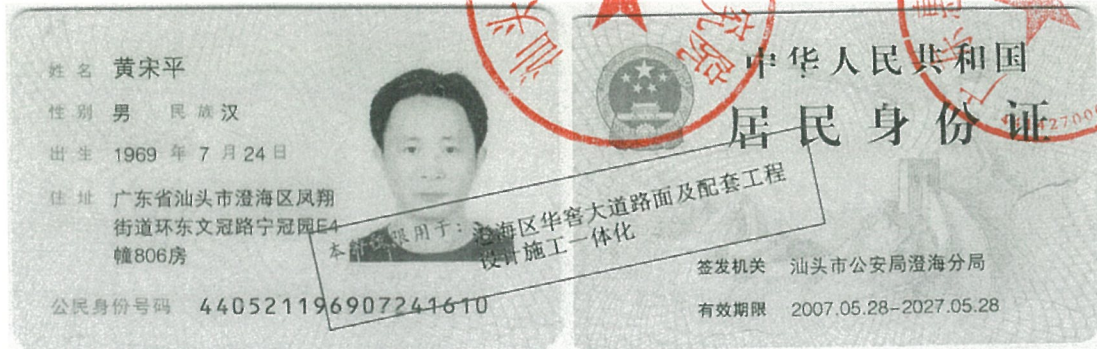 姓名 黄宋平
性别 男 民族 汉
出生 1969 年 7 月 24 日
住址 广东省汕头市澄海区凤翔
街道环东文冠路宁冠园E4
幢806房
公民身份号码 440521196907241610
中华人民共和国
居民身份证
签发机关 汕头市公安局澄海分局
有效期限 2007.05.28-2027.05.28
限用于：澄海区华窖大道路面及配套工程
设计施工一体化
汕头
究院